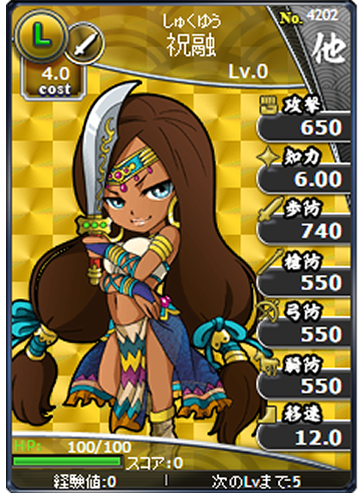 しゅくゆう
祝融
No. 4202
L
他
4.0
cost
Lv.0
攻撃
650
知力
6.00
歩防
740
槍防
550
弓防
550
騎防
550
移速
12.0
HP: 100/100
スコア:0
経験値:0
次のLvまで:5